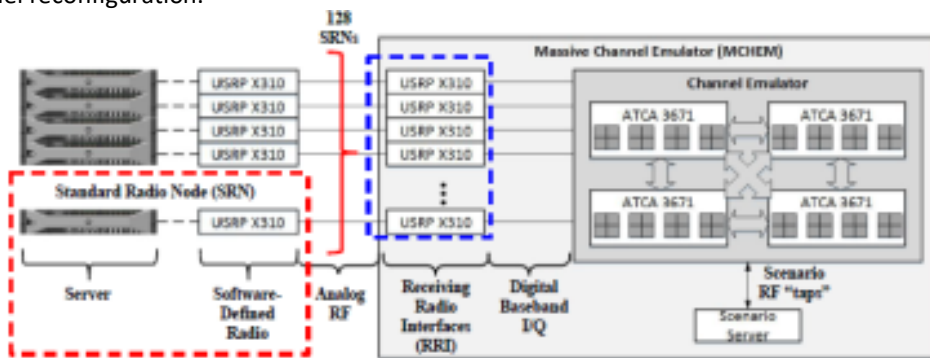 nel reconfiguration.
128
SRNs
Massive Channel Emulator (MCHEM)
Channel Emulator
USRP X310
USRP X310
USRP X310
USRP X310
USRP X310
USRP X310
USRP X310
USRP X310
ATCA 3671
ATCA 3671
Standard Radio Node (SRN)
USRP X310
USRP X310
ATCA 3671
ATCA 3671
Server
Software-
Defined
Radio
Analog
RF
Receiving
Radio
Interfaces
(RRI)
Digital
Baseband
I/Q
Scenario
RF "taps"
Scenario
Server